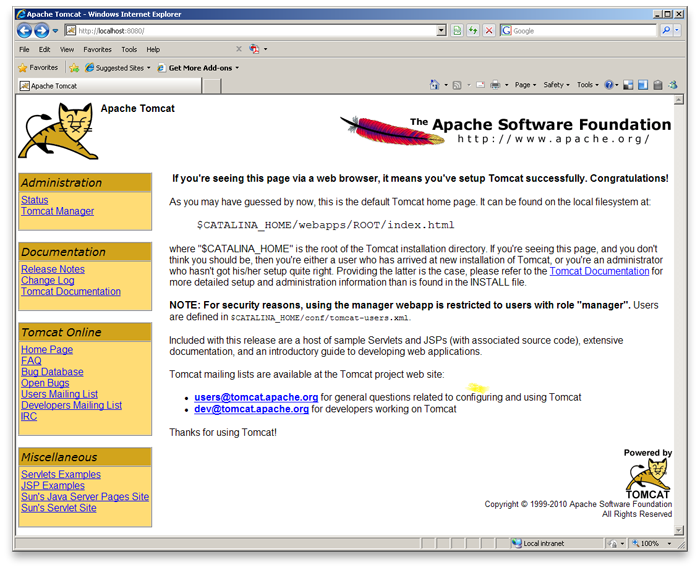 Apache Tomcat - Windows Internet Explorer
http://localhost:8080/
Google
File Edit View Favorites Tools Help
Favorites Suggested Sites Get More Add-ons
Apache Tomcat
Page Safety Tools
Apache Tomcat
The Apache Software Foundation
http://www.apache.org/
Administration
Status
Tomcat Manager
Documentation
Release Notes
Change Log
Tomcat Documentation
Tomcat Online
Home Page
FAQ
Bug Database
Open Bugs
Users Mailing List
Developers Mailing List
IRC
Miscellaneous
Servlets Examples
JSP Examples
Sun's Java Server Pages Site
Sun's Servlet Site
If you're seeing this page via a web browser, it means you've setup Tomcat successfully. Congratulations!
As you may have guessed by now, this is the default Tomcat home page. It can be found on the local filesystem at:
$CATALINA_HOME/webapps/ROOT/index.html
where "$CATALINA_HOME" is the root of the Tomcat installation directory. If you're seeing this page, and you don't
think you should be, then you're either a user who has arrived at new installation of Tomcat, or you're an administrator
who hasn't got his/her setup quite right. Providing the latter is the case, please refer to the Tomcat Documentation for
more detailed setup and administration information than is found in the INSTALL file.
NOTE: For security reasons, using the manager webapp is restricted to users with role "manager". Users
are defined in $CATALINA_HOME/conf/tomcat-users.xml.
Included with this release are a host of sample Servlets and JSPs (with associated source code), extensive
documentation, and an introductory guide to developing web applications.
Tomcat mailing lists are available at the Tomcat project web site:
• users@tomcat.apache.org for general questions related to configuring and using Tomcat
• dev@tomcat.apache.org for developers working on Tomcat
Thanks for using Tomcat!
Powered by
TOMCAT
Copyright © 1999-2010 Apache Software Foundation
All Rights Reserved
Local intranet 100%